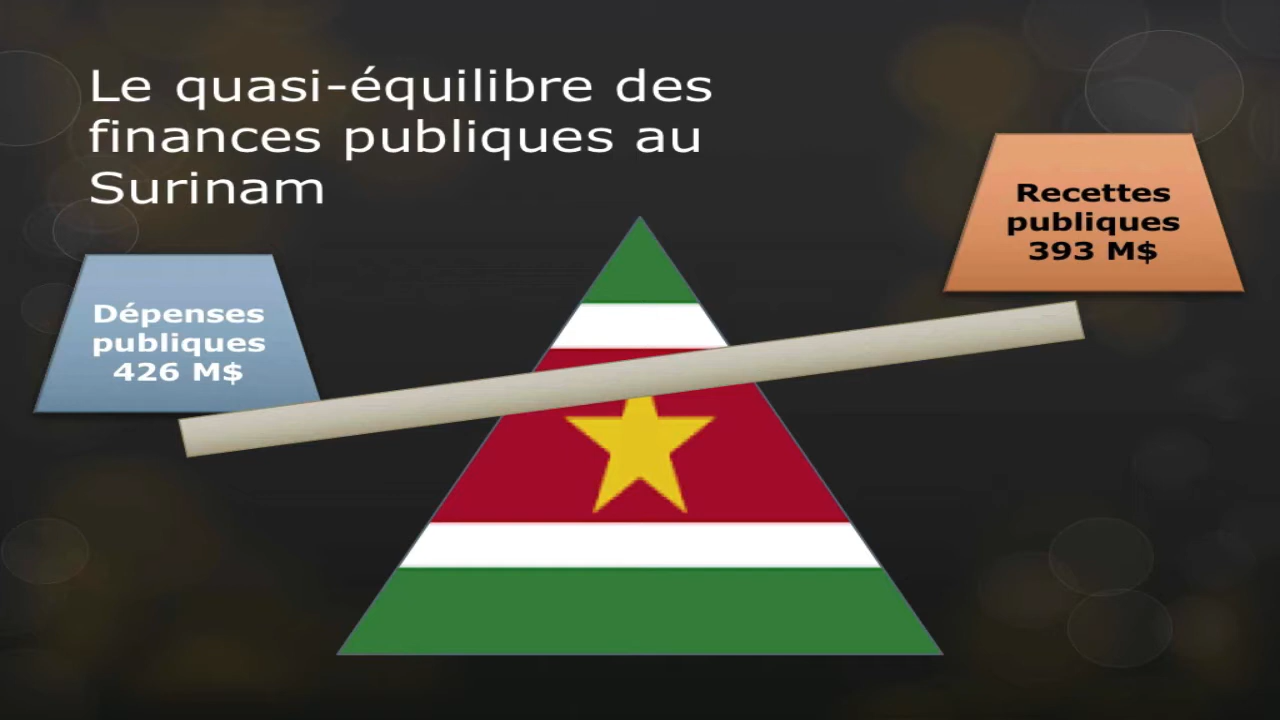 Le quasi-équilibre des
finances publiques au
Surinam
Recettes
publiques
393 M$
Dépenses
publiques
426 M$